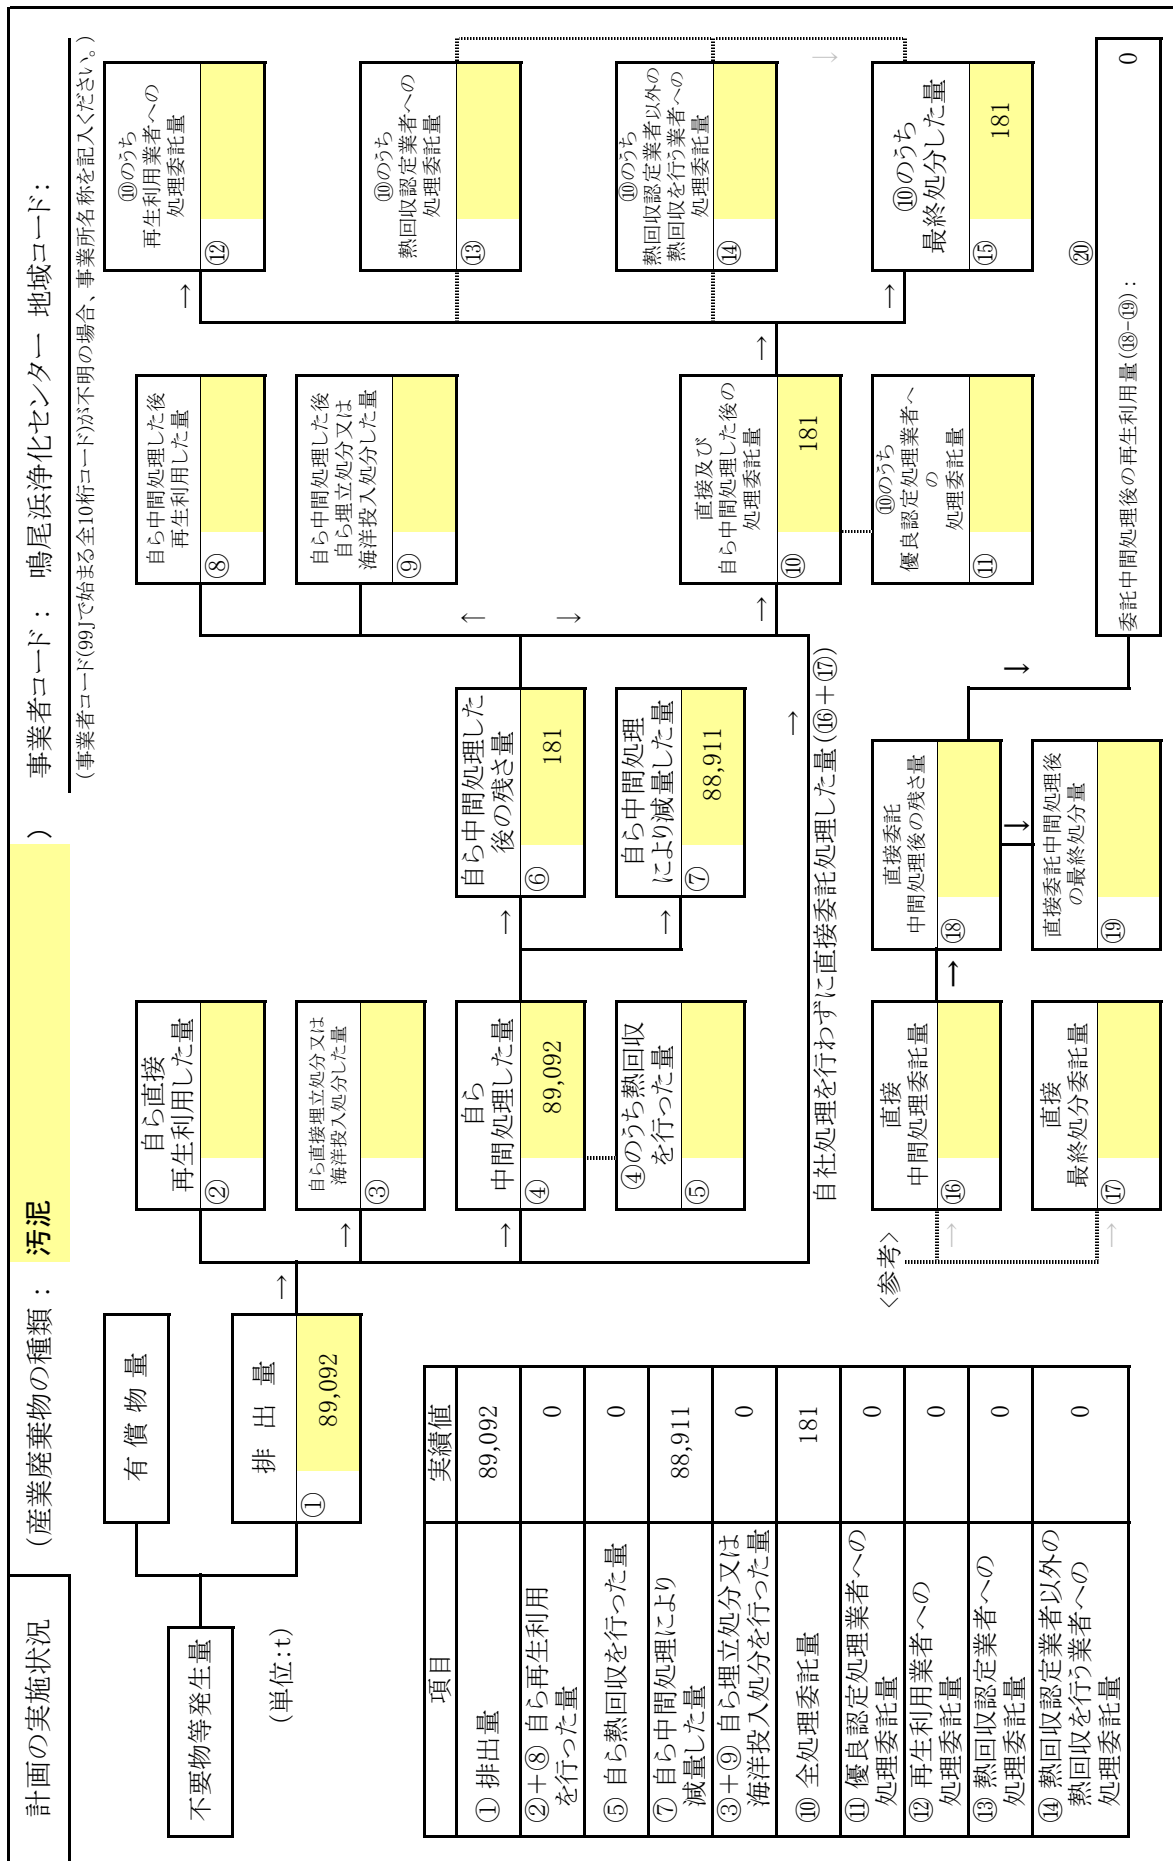 計画の実施状況
(産業廃棄物の種類：
汚泥
)
事業者コード：
鳴尾浜浄化センター
地域コード：
(事業者コード(99Jで始まる全10桁コード)が不明の場合、事業所名称を記入ください。)
不要物等発生量
(単位:t)
有償物量
排出量
①
89,092
→
自ら直接
再生利用した量
②
→
自ら直接埋立処分又は
海洋投入処分した量
③
→
自ら
中間処理した量
④
89,092
④のうち熱回収
を行った量
⑤
→
自ら中間処理した
後の残さ量
⑥
181
→
自ら中間処理
により減量した量
⑦
88,911
自ら中間処理した後
再生利用した量
⑧
自ら中間処理した後
自ら埋立処分又は
海洋投入処分した量
⑨
↑
↓
→
直接及び
自ら中間処理した後の
処理委託量
⑩
181
⑩のうち
優良認定処理業者へ
の
処理委託量
⑪
→
→
⑩のうち
再生利用業者への
処理委託量
⑫
⑩のうち
熱回収認定業者への
処理委託量
⑬
⑩のうち
熱回収認定業者以外の
熱回収を行う業者への
処理委託量
⑭
↓
→
⑩のうち
最終処分した量
⑮
181
自社処理を行わずに直接委託処理した量(⑯+⑰)
→
<参考>
→
直接
中間処理委託量
⑯
→
直接
最終処分委託量
⑰
→
直接委託
中間処理後の残さ量
⑱
↓
直接委託中間処理後
の最終処分量
⑲
↓
⑳
委託中間処理後の再生利用量(⑱-⑲)：
0
項目
実績値
① 排出量
89,092
②+⑧ 自ら再生利用
を行った量
0
⑤ 自ら熱回収を行った量
0
⑦ 自ら中間処理により
減量した量
88,911
③+⑨ 自ら埋立処分又は
海洋投入処分を行った量
0
⑩ 全処理委託量
181
⑪ 優良認定処理業者への
処理委託量
0
⑫ 再生利用業者への
処理委託量
0
⑬ 熱回収認定業者への
処理委託量
0
⑭ 熱回収認定業者以外の
熱回収を行う業者への
処理委託量
0